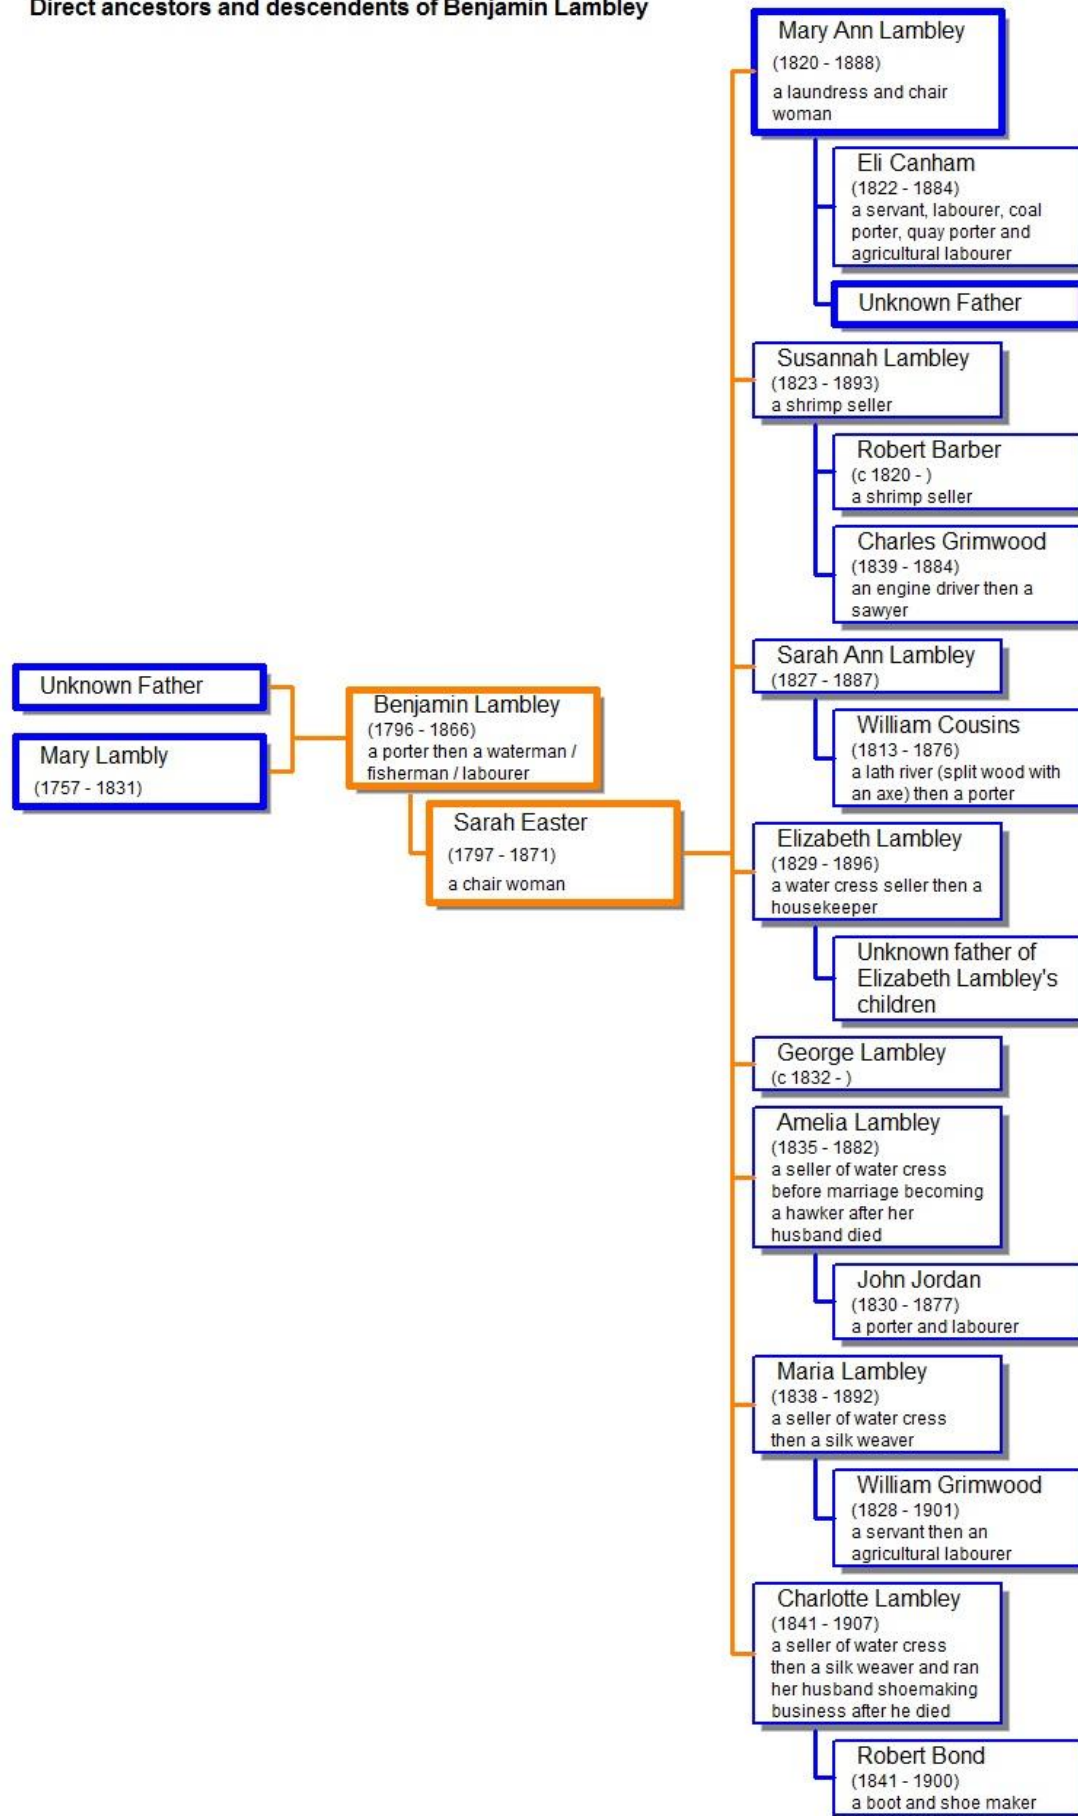 Direct ancestors and descendents of Benjamin Lambley
Unknown Father
Mary Lambly
(1757 - 1831)
Benjamin Lambley
(1796 - 1866)
a porter then a waterman /
fisherman / labourer
Sarah Easter
(1797 - 1871)
a chair woman
Mary Ann Lambley
(1820 - 1888)
a laundress and chair
woman
Eli Canham
(1822 - 1884)
a servant, labourer, coal
porter, quay porter and
agricultural labourer
Unknown Father
Susannah Lambley
(1823 - 1893)
a shrimp seller
Robert Barber
(c 1820 - )
a shrimp seller
Charles Grimwood
(1839 - 1884)
an engine driver then a
sawyer
Sarah Ann Lambley
(1827 - 1887)
William Cousins
(1813 - 1876)
a lath river (split wood with
an axe) then a porter
Elizabeth Lambley
(1829 - 1896)
a water cress seller then a
housekeeper
Unknown father of
Elizabeth Lambley's
children
George Lambley
(c 1832 - )
Amelia Lambley
(1835 - 1882)
a seller of water cress
before marriage becoming
a hawker after her
husband died
John Jordan
(1830 - 1877)
a porter and labourer
Maria Lambley
(1838 - 1892)
a seller of water cress
then a silk weaver
William Grimwood
(1828 - 1901)
a servant then an
agricultural labourer
Charlotte Lambley
(1841 - 1907)
a seller of water cress
then a silk weaver and ran
her husband shoemaking
business after he died
Robert Bond
(1841 - 1900)
a boot and shoe maker